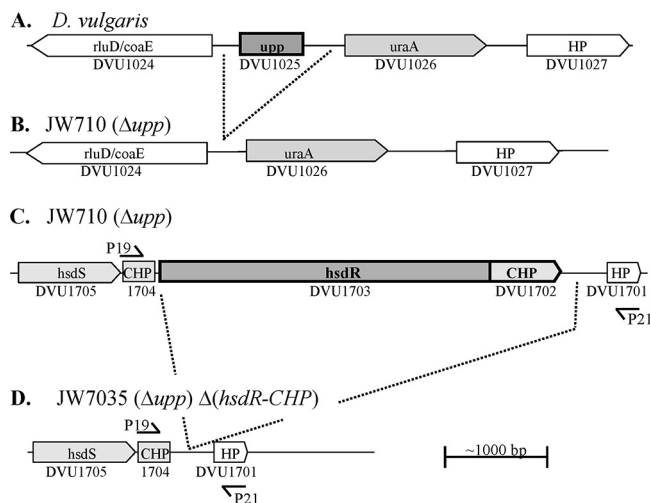 A. D. vulgaris
rluD/coaE upp uraA HP
DVU1024 DVU1025 DVU1026 DVU1027
B. JW710 (Δupp)
rluD/coaE uraA HP
DVU1024 DVU1026 DVU1027
C. JW710 (Δupp)
P19
hsdS CHP hsdR CHP HP
DVU1705 1704 DVU1703 DVU1702 DVU1701
P21
D. JW7035 (Δupp) Δ(hsdR-CHP)
P19
hsdS CHP HP ~1000 bp
DVU1705 1704 DVU1701
P21